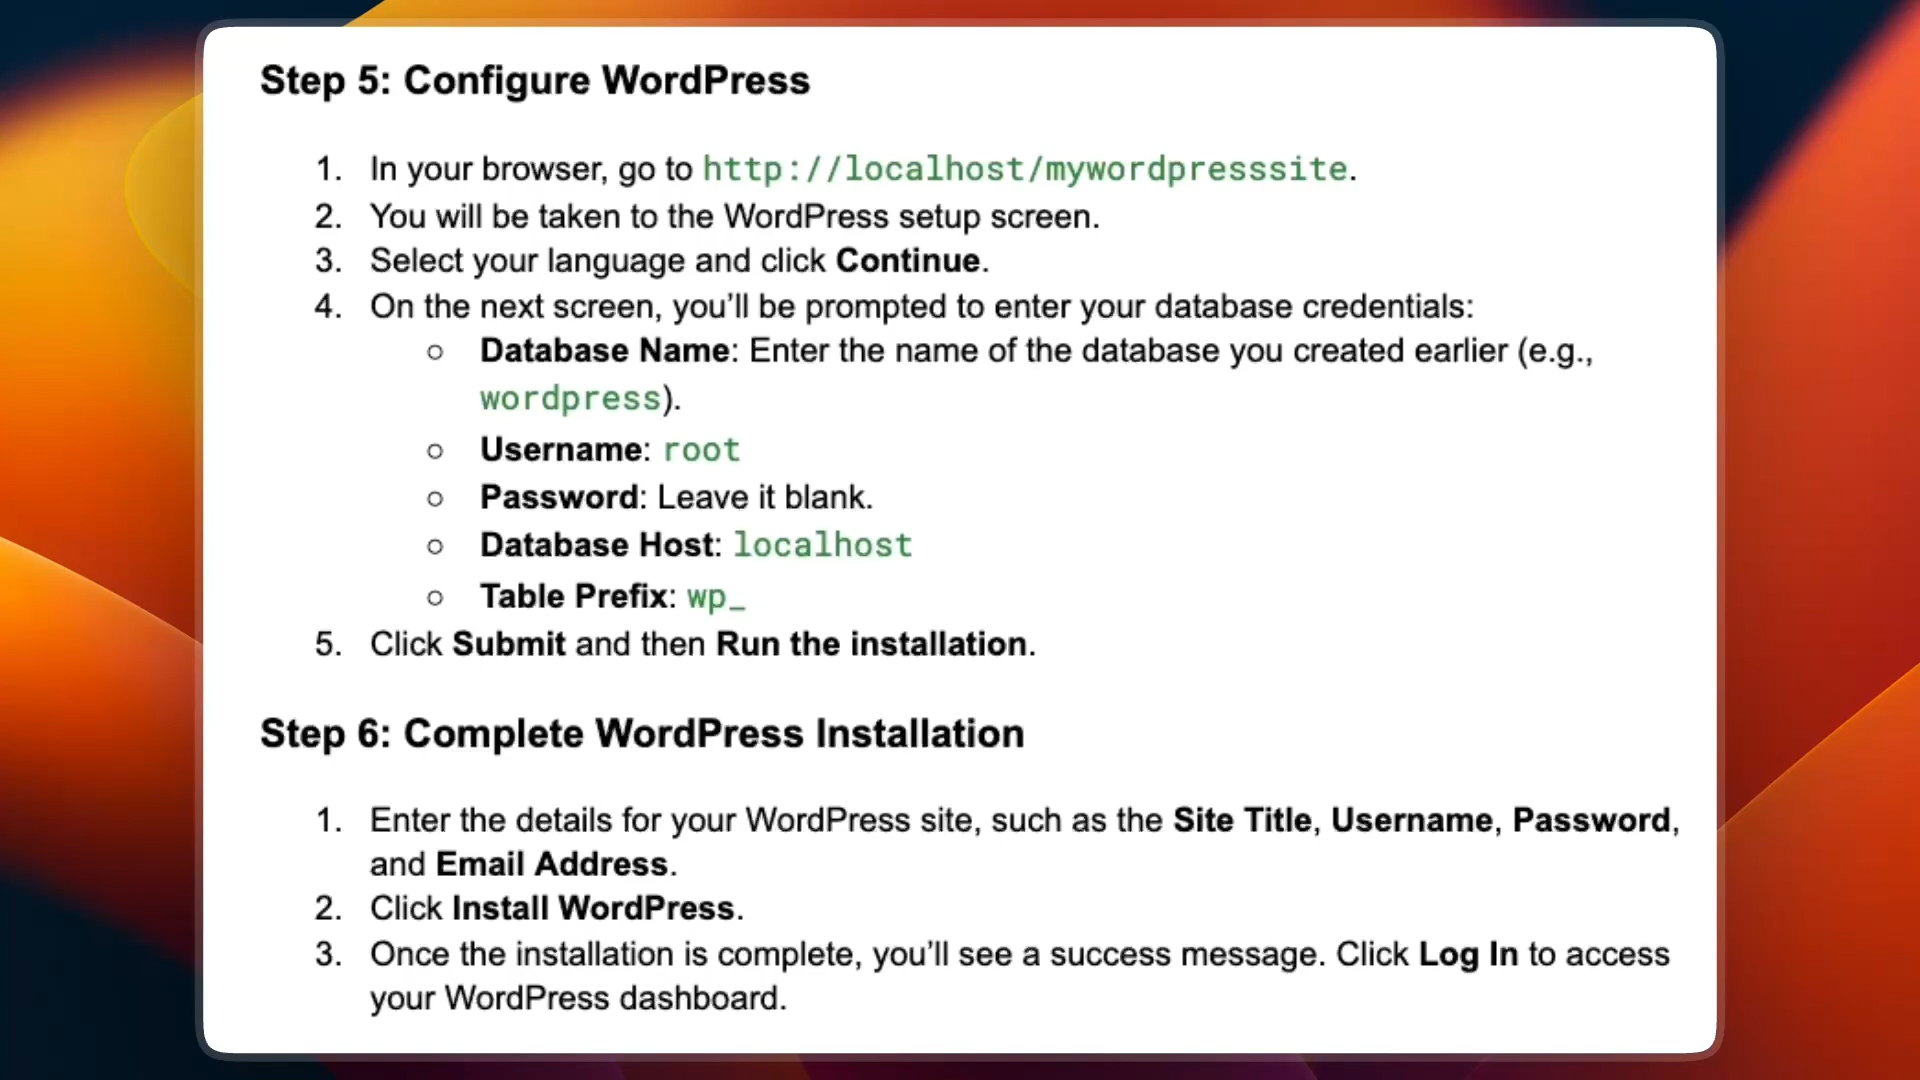 Step 5: Configure WordPress
1. In your browser, go to http://localhost/mywordpresssite.
2. You will be taken to the WordPress setup screen.
3. Select your language and click Continue.
4. On the next screen, you’ll be prompted to enter your database credentials:
○ Database Name: Enter the name of the database you created earlier (e.g.,
wordpress).
○ Username: root
○ Password: Leave it blank.
○ Database Host: localhost
○ Table Prefix: wp_
5. Click Submit and then Run the installation.
Step 6: Complete WordPress Installation
1. Enter the details for your WordPress site, such as the Site Title, Username, Password,
and Email Address.
2. Click Install WordPress.
3. Once the installation is complete, you’ll see a success message. Click Log In to access
your WordPress dashboard.